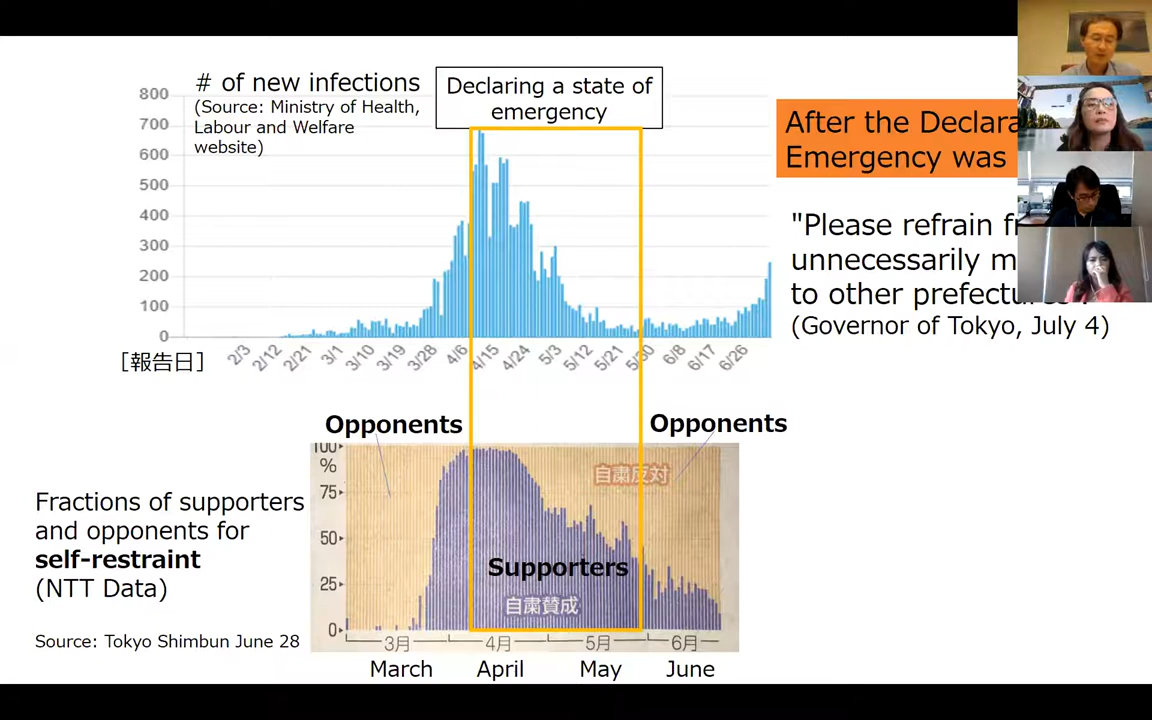 # of new infections
(Source: Ministry of Health,
Labour and Welfare
website)
Declaring a state of
emergency
800
700
600
500
400
300
200
100
0
[報告日]
2/3
2/12
2/21
3/1
3/10
3/19
3/28
4/6
4/15
4/24
5/3
5/12
5/21
5/30
6/8
6/17
6/26
After the
Emergency was
"Please refrain
unnecessarily
to other prefectures
(Governor of Tokyo, July 4)
Opponents
Opponents
Fractions of supporters
and opponents for
self-restraint
(NTT Data)
Source: Tokyo Shimbun June 28
100
%
75
50
25
0
自粛反対
Supporters
自粛賛成
3月
4月
5月
6月
March
April
May
June